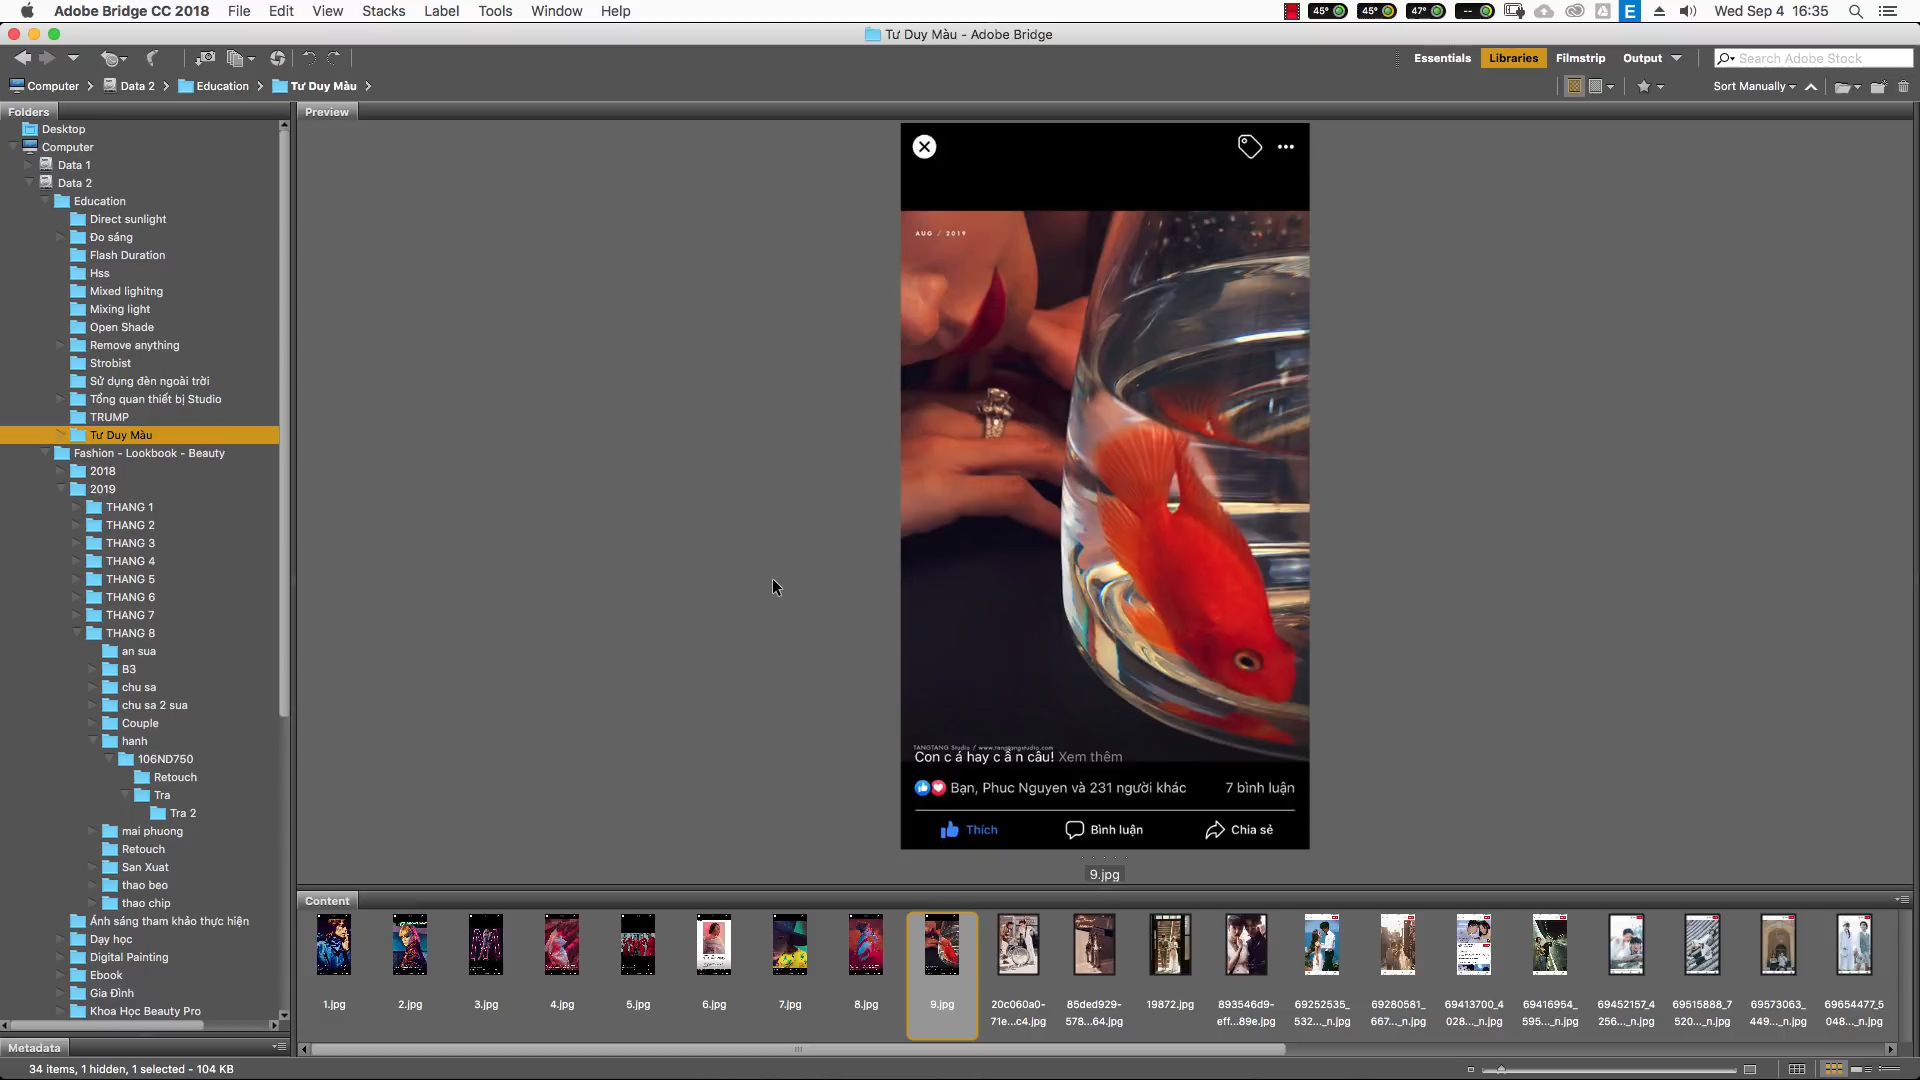 Adobe Bridge CC 2018 File Edit View Stacks Label Tools Window Help
45° 45° 47° -- E Wed Sep 4 16:35
Tư Duy Màu - Adobe Bridge
Essentials Libraries Filmstrip Output Search Adobe Stock
Computer Data 2 Education Tư Duy Màu
Sort Manually
Folders
Desktop
Computer
Data 1
Data 2
Education
Direct sunlight
Đo sáng
Flash Duration
Hss
Mixed lighitng
Mixing light
Open Shade
Remove anything
Strobist
Sử dụng đèn ngoài trời
Tổng quan thiết bị Studio
TRUMP
Tư Duy Màu
Fashion - Lookbook - Beauty
2018
2019
THANG 1
THANG 2
THANG 3
THANG 4
THANG 5
THANG 6
THANG 7
THANG 8
an sua
B3
chu sa
chu sa 2 sua
Couple
hanh
106ND750
Retouch
Tra
Tra 2
mai phuong
Retouch
San Xuat
thao beo
thao chip
Ánh sáng tham khảo thực hiện
Dạy học
Digital Painting
Ebook
Gia Đình
Khoa Học Beauty Pro
Metadata
34 items, 1 hidden, 1 selected - 104 KB
Preview
AUG / 2019
TANGTANG Studio / www.tangtangstudio.com
Con c á hay c ầ n câu! Xem thêm
Bạn, Phuc Nguyen và 231 người khác 7 bình luận
Thích Bình luận Chia sẻ
9.jpg
Content
1.jpg
2.jpg
3.jpg
4.jpg
5.jpg
6.jpg
7.jpg
8.jpg
9.jpg
20c060a0-
71e...c4.jpg
85ded929-
578...64.jpg
19872.jpg
893546d9-
eff...89e.jpg
69252535_
532..._n.jpg
69280581_
667..._n.jpg
69413700_4
028..._n.jpg
69416954_
595..._n.jpg
69452157_4
256..._n.jpg
69515888_7
520..._n.jpg
69573063_
449..._n.jpg
69654477_5
048..._n.jpg